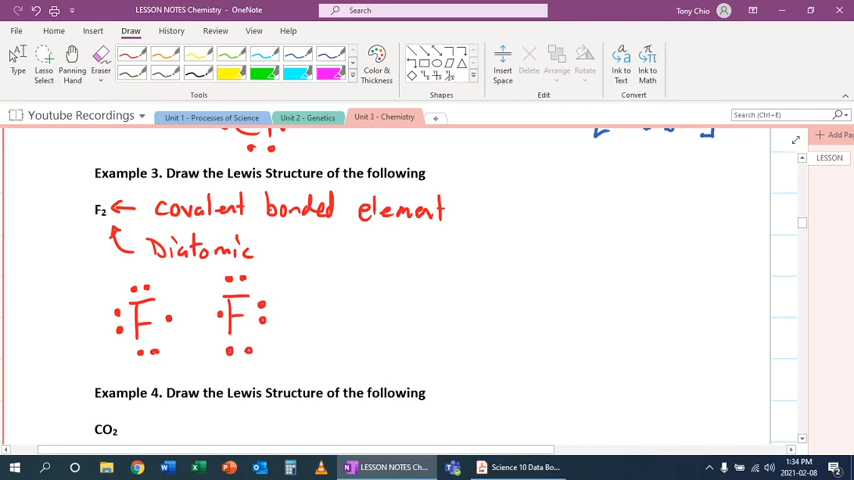 LESSON NOTES Chemistry - OneNote
Search
Tony Chio
File Home Insert Draw History Review View Help
Type
Lasso Select
Panning Hand
Eraser
Tools
Color & Thickness
Shapes
Insert Space
Delete
Arrange
Rotate
Edit
Ink to Text
Ink to Math
Convert
Youtube Recordings
Unit 1 - Processes of Science
Unit 2 - Genetics
Unit 3 - Chemistry
Search (Ctrl+E)
Add Pa
LESSON
Example 3. Draw the Lewis Structure of the following
F₂ ← covalent bonded element
Diatomic
F F
Example 4. Draw the Lewis Structure of the following
CO₂
LESSON NOTES Ch...
Science 10 Data Bo...
1:34 PM
2021-02-08
2